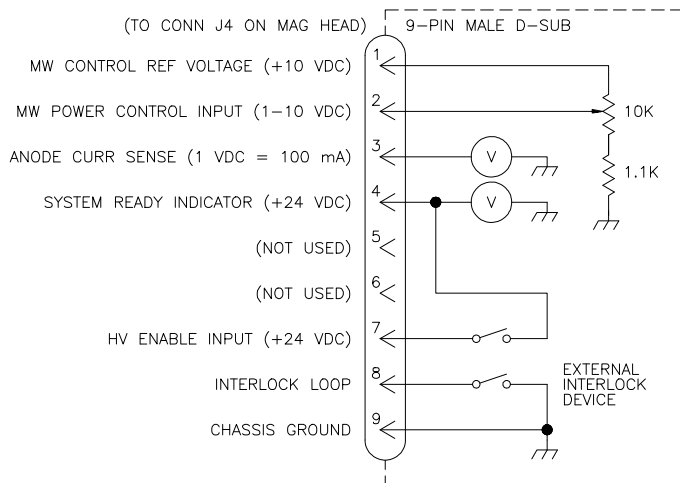 (TO CONN J4 ON MAG HEAD)
9-PIN MALE D-SUB
MW CONTROL REF VOLTAGE (+10 VDC)
1
MW POWER CONTROL INPUT (1-10 VDC)
2
10K
ANODE CURR SENSE (1 VDC = 100 mA)
3
V
1.1K
SYSTEM READY INDICATOR (+24 VDC)
4
V
(NOT USED)
5
(NOT USED)
6
HV ENABLE INPUT (+24 VDC)
7
INTERLOCK LOOP
8
EXTERNAL
INTERLOCK
DEVICE
CHASSIS GROUND
9